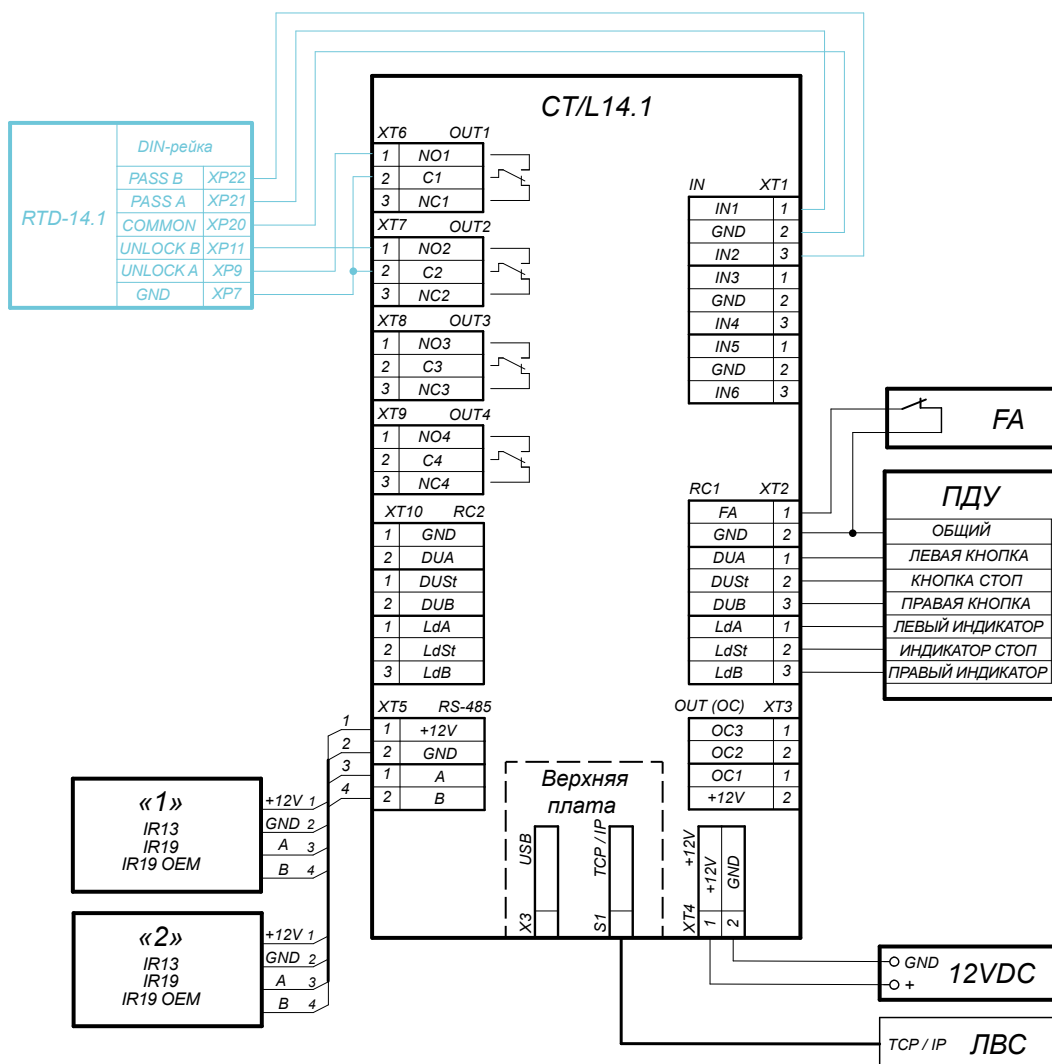 CT/L14.1
RTD-14.1
DIN-рейка
PASS B XP22
PASS A XP21
COMMON XP20
UNLOCK B XP11
UNLOCK A XP9
GND XP7
XT6 OUT1
1 NO1
2 C1
3 NC1
XT7 OUT2
1 NO2
2 C2
3 NC2
XT8 OUT3
1 NO3
2 C3
3 NC3
XT9 OUT4
1 NO4
2 C4
3 NC4
XT10 RC2
1 GND
2 DUA
1 DUSt
2 DUB
1 LdA
2 LdSt
3 LdB
XT5 RS-485
1 +12V
2 GND
1 A
2 B
1
2
3
4
«1»
IR13
IR19
IR19 OEM
+12V 1
GND 2
A 3
B 4
«2»
IR13
IR19
IR19 OEM
+12V 1
GND 2
A 3
B 4
IN XT1
IN1 1
GND 2
IN2 3
IN3 1
GND 2
IN4 3
IN5 1
GND 2
IN6 3
RC1 XT2
FA 1
GND 2
DUA 1
DUSt 2
DUB 3
LdA 1
LdSt 2
LdB 3
OUT (OC) XT3
OC3 1
OC2 2
OC1 1
+12V 2
FA
ПДУ
ОБЩИЙ
ЛЕВАЯ КНОПКА
КНОПКА СТОП
ПРАВАЯ КНОПКА
ЛЕВЫЙ ИНДИКАТОР
ИНДИКАТОР СТОП
ПРАВЫЙ ИНДИКАТОР
Верхняя
плата
X3 USB
S1 TCP / IP
XT4 +12V
1 +12V
2 GND
GND
+
12VDC
TCP / IP ЛВС